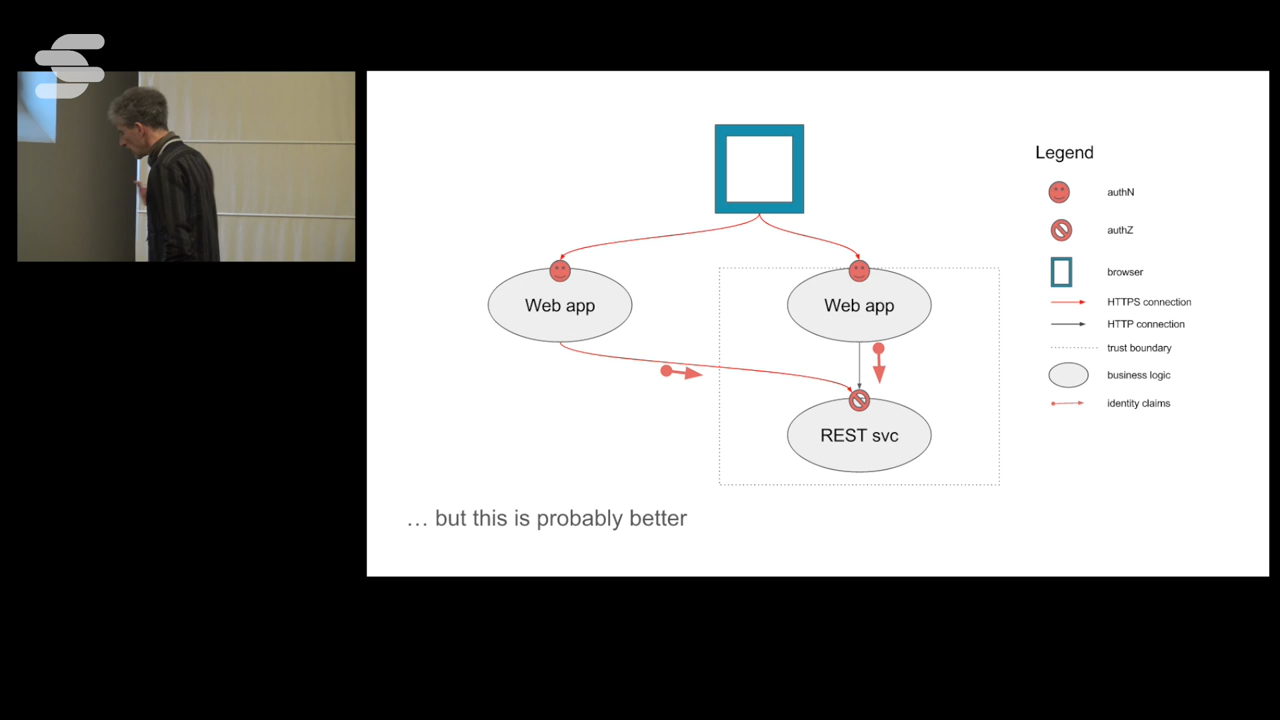 Legend
authN
authZ
browser
HTTPS connection
HTTP connection
trust boundary
business logic
identity claims
Web app
Web app
REST svc
… but this is probably better